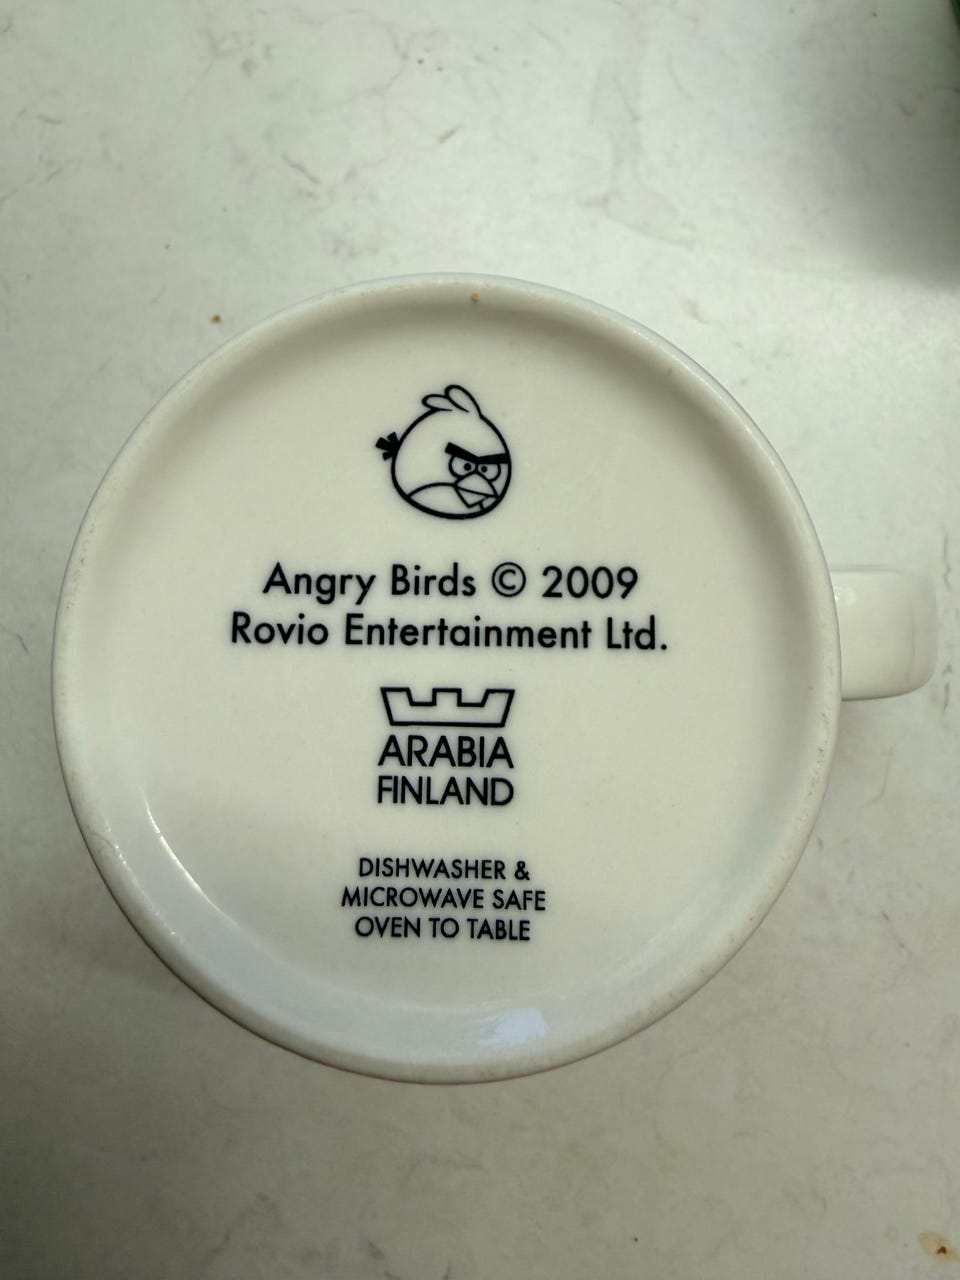 Angry Birds © 2009
Rovio Entertainment Ltd.
ARABIA
FINLAND
DISHWASHER &
MICROWAVE SAFE
OVEN TO TABLE